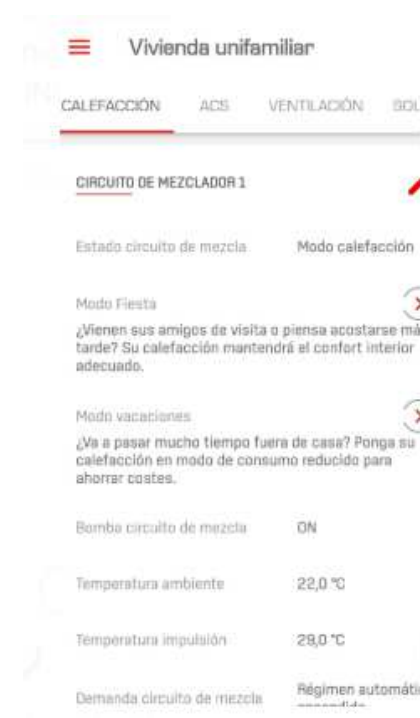 Vivienda unifamiliar
CALEFACCIÓN ACS VENTILACIÓN
CIRCUITO DE MEZCLADOR 1
Estado circuito de mezcla Modo calefacción
Modo Fiesta
¿Vienen sus amigos de visita o piensa acostarse má
tarde? Su calefacción mantendrá el confort interior
adecuado.
Modo vacaciones
¿Va a pasar mucho tiempo fuera de casa? Ponga su
calefacción en modo de consumo reducido para
ahorrar costes.
Bomba circuito de mezcla ON
Temperatura ambiente 22,0 °C
Temperatura impulsión 29,0 °C
Demanda circuito de mezcla Régimen automátic